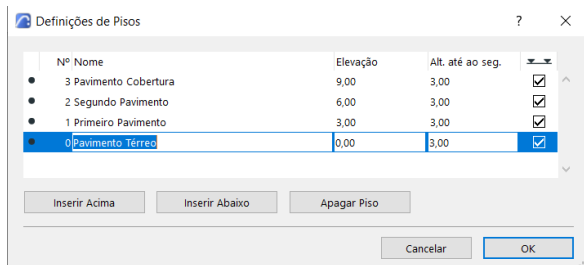 Definições de Pisos ?
Nº Nome Elevação Alt. até ao seg.
3 Pavimento Cobertura 9,00 3,00
2 Segundo Pavimento 6,00 3,00
1 Primeiro Pavimento 3,00 3,00
0 Pavimento Térreo 0,00 3,00
Inserir Acima Inserir Abaixo Apagar Piso
Cancelar OK